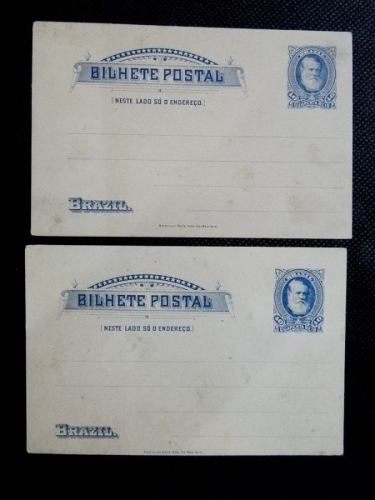 BILHETE POSTAL
(NESTE LADO SÓ O ENDEREÇO.)
BRAZIL.
BILHETE POSTAL
(NESTE LADO SÓ O ENDEREÇO.)
BRAZIL.